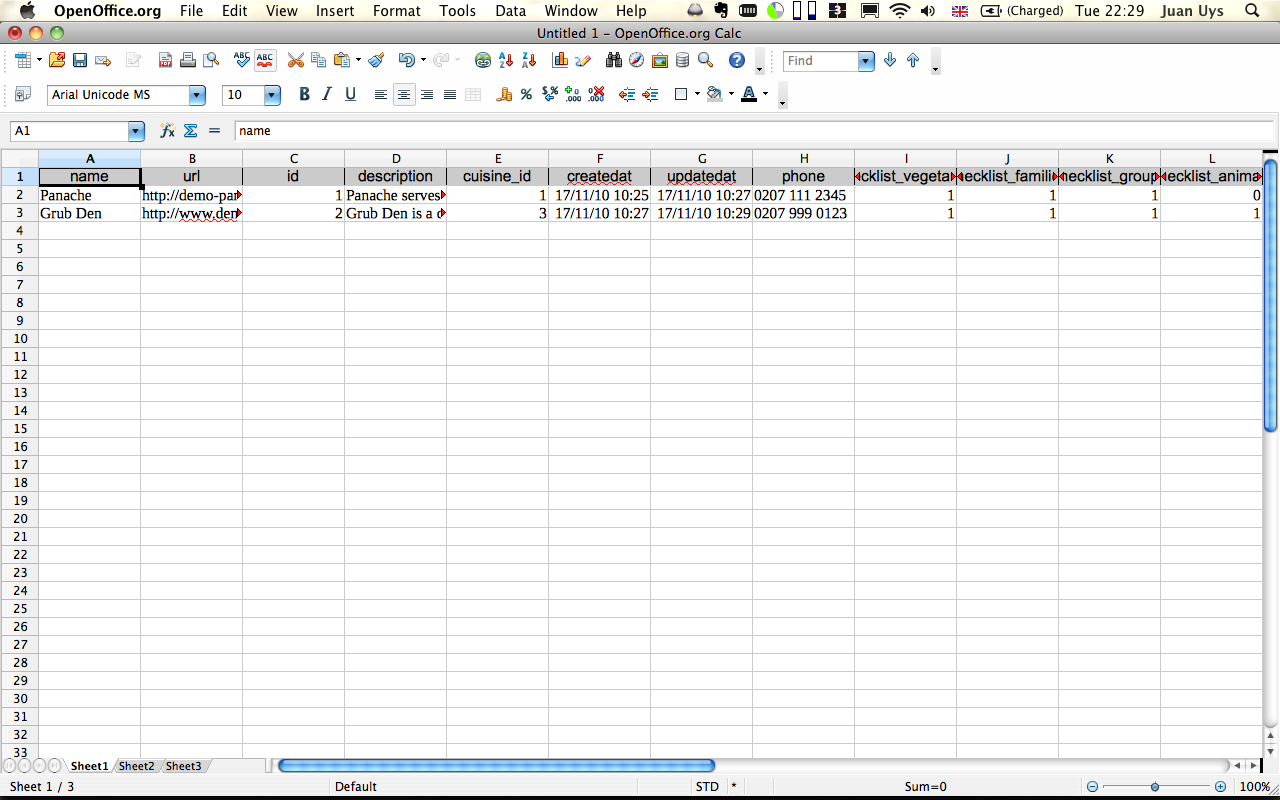 OpenOffice.org File Edit View Insert Format Tools Data Window Help (Charged) Tue 22:29 Juan Uys
Untitled 1 - OpenOffice.org Calc
Find
Arial Unicode MS 10
A1 name
A B C D E F G H I J K L
1 name url id description cuisine_id createdat updatedat phone cklist_vegeta ecklist_famili necklist_group ecklist_anima
2 Panache http://demo-pan 1 Panache serves 1 17/11/10 10:25 17/11/10 10:27 0207 111 2345 1 1 1 0
3 Grub Den http://www.den 2 Grub Den is a c 3 17/11/10 10:27 17/11/10 10:29 0207 999 0123 1 1 1 1
4
5
6
7
8
9
10
11
12
13
14
15
16
17
18
19
20
21
22
23
24
25
26
27
28
29
30
31
32
33
Sheet1 Sheet2 Sheet3
Sheet 1 / 3 Default STD * Sum=0 100%